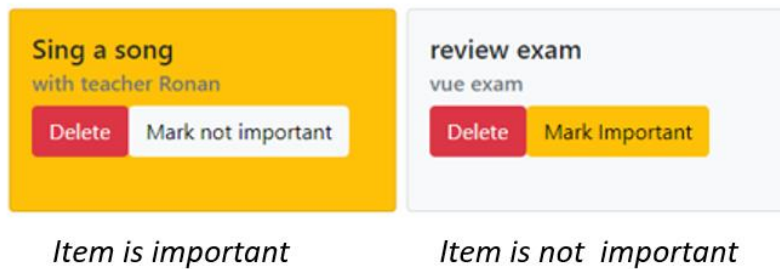 Sing a song
with teacher Ronan
Delete Mark not important
review exam
vue exam
Delete Mark Important
Item is important
Item is not important